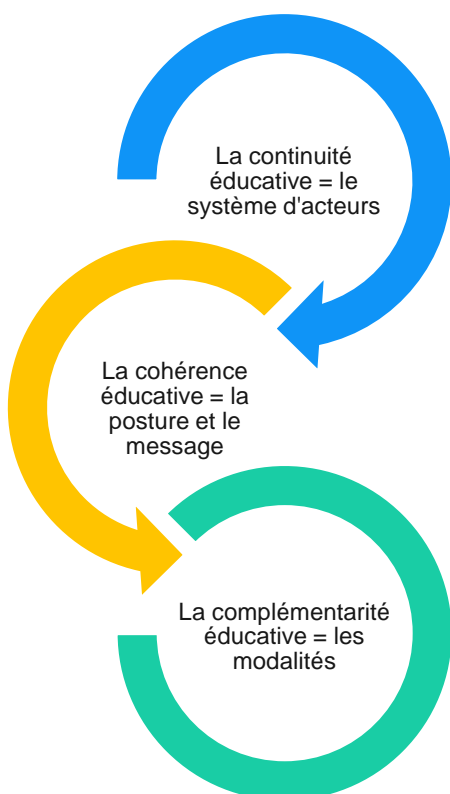 La continuité
éducative = le
système d'acteurs
La cohérence
éducative = la
posture et le
message
La complémentarité
éducative = les
modalités